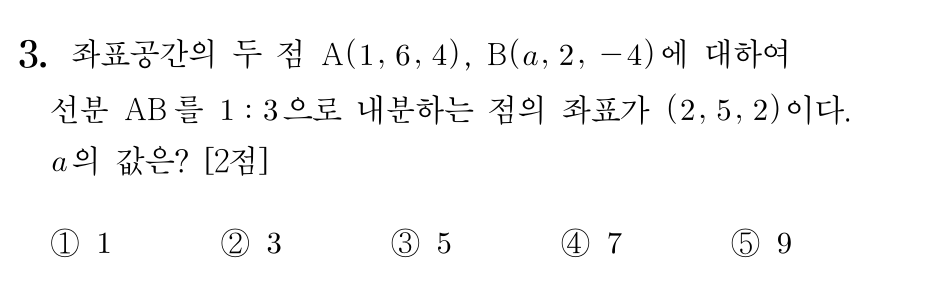 3. 좌표공간의 두 점 A(1, 6, 4), B(a, 2, −4)에 대하여
선분 AB를 1 : 3으로 내분하는 점의 좌표가 (2, 5, 2)이다.
a의 값은? [2점]
① 1 ② 3 ③ 5 ④ 7 ⑤ 9